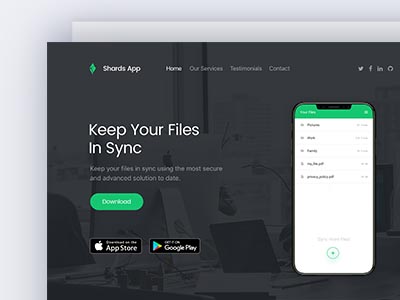 Shards App
Home Our Services Testimonials Contact
Keep Your Files
In Sync
Keep your files in sync using the most secure
and advanced solution to date.
Download
Download on the
App Store
GET IT ON
Google Play
Your Files
Pictures
Work
Family
my_file.pdf
privacy_policy.pdf
Sync more files!